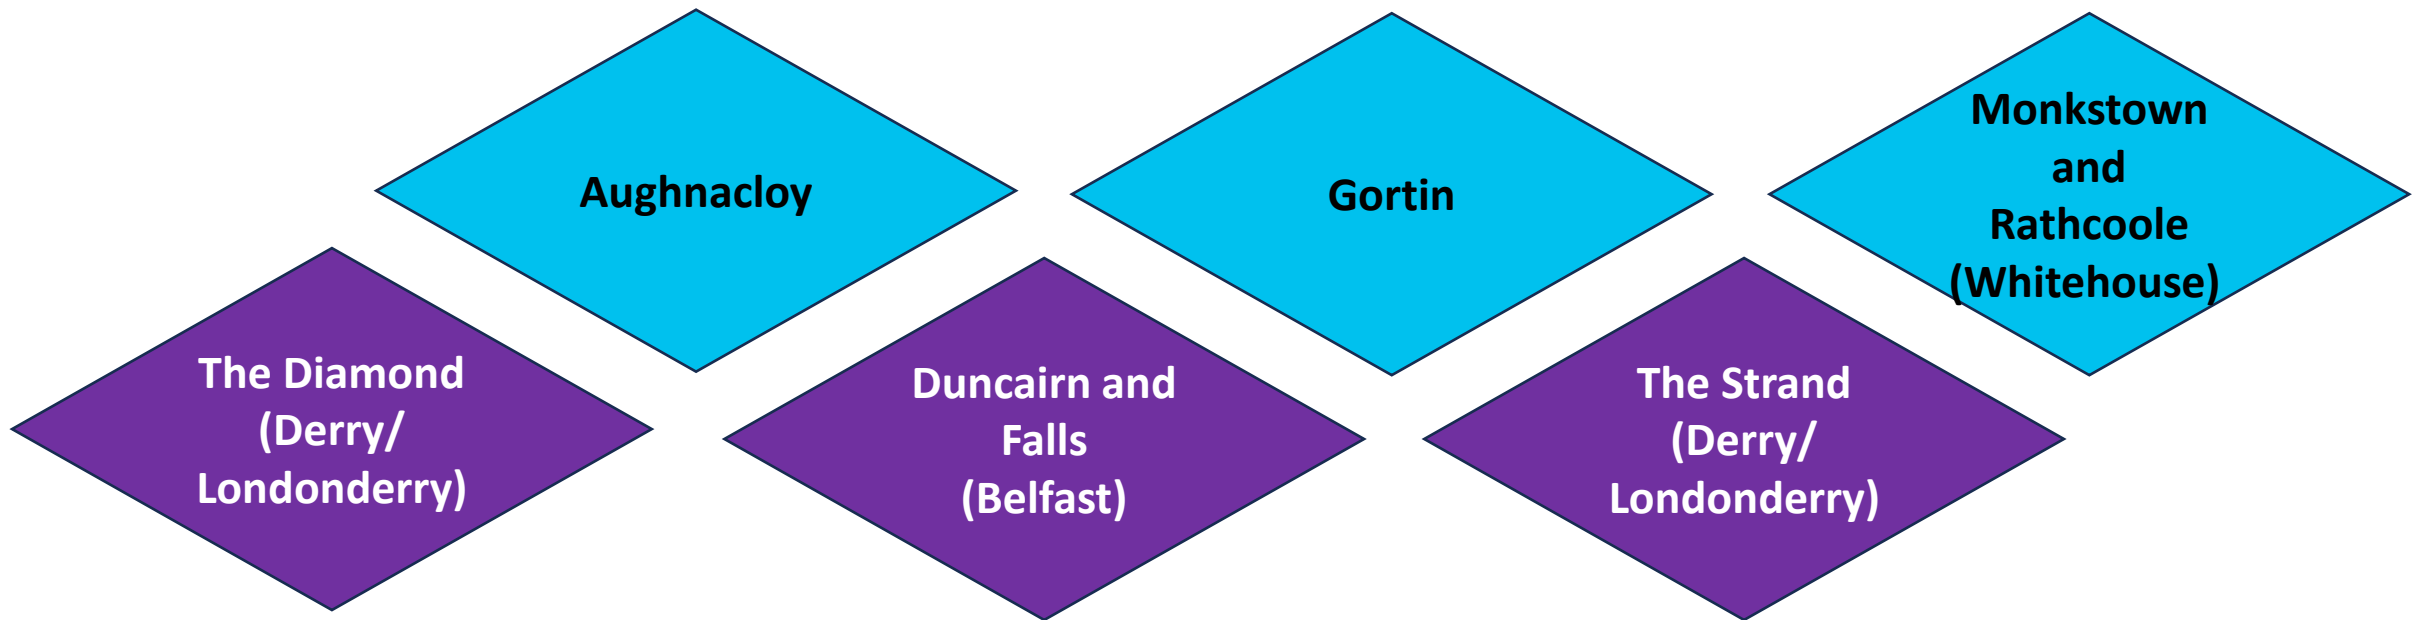 Aughnacloy
Gortin
Monkstown
and
Rathcoole
(Whitehouse)
The Diamond
(Derry/
Londonderry)
Duncairn and
Falls
(Belfast)
The Strand
(Derry/
Londonderry)